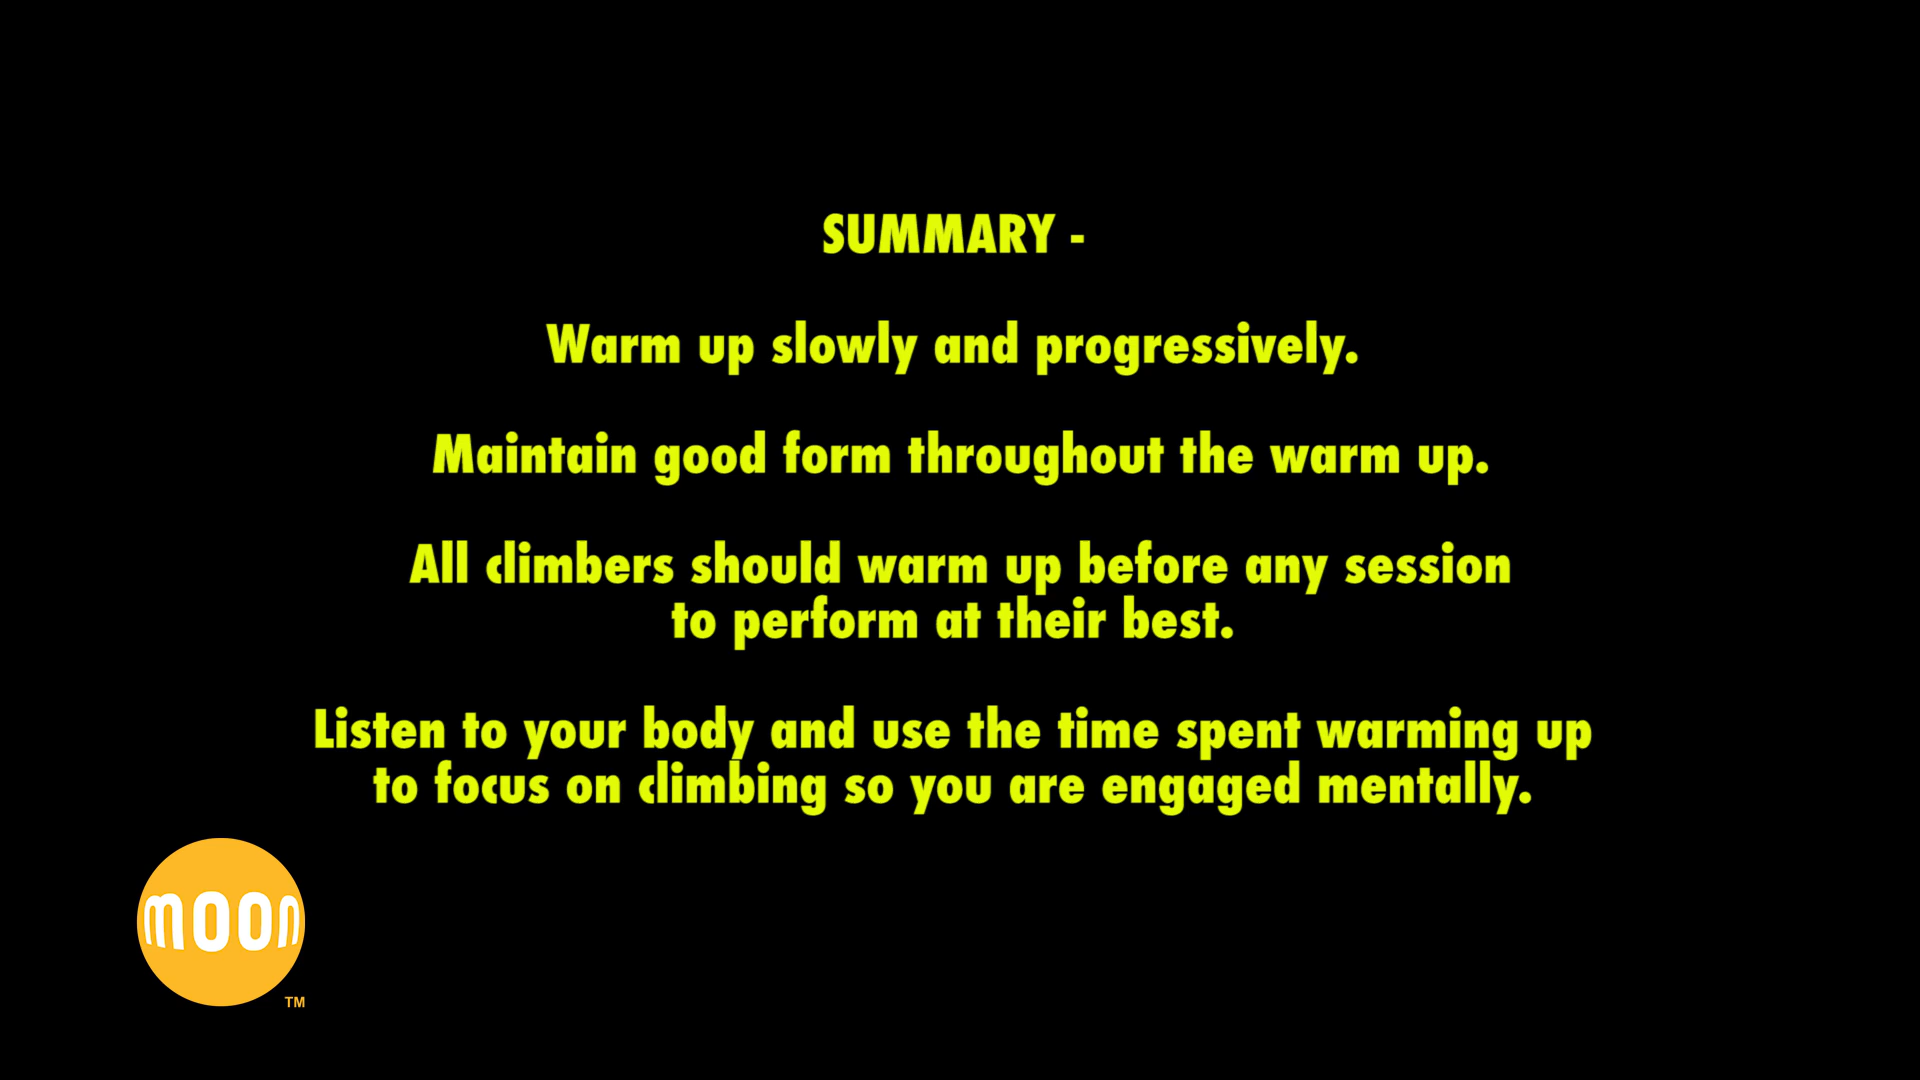 SUMMARY -
Warm up slowly and progressively.
Maintain good form throughout the warm up.
All climbers should warm up before any session
to perform at their best.
Listen to your body and use the time spent warming up
to focus on climbing so you are engaged mentally.
moon
TM